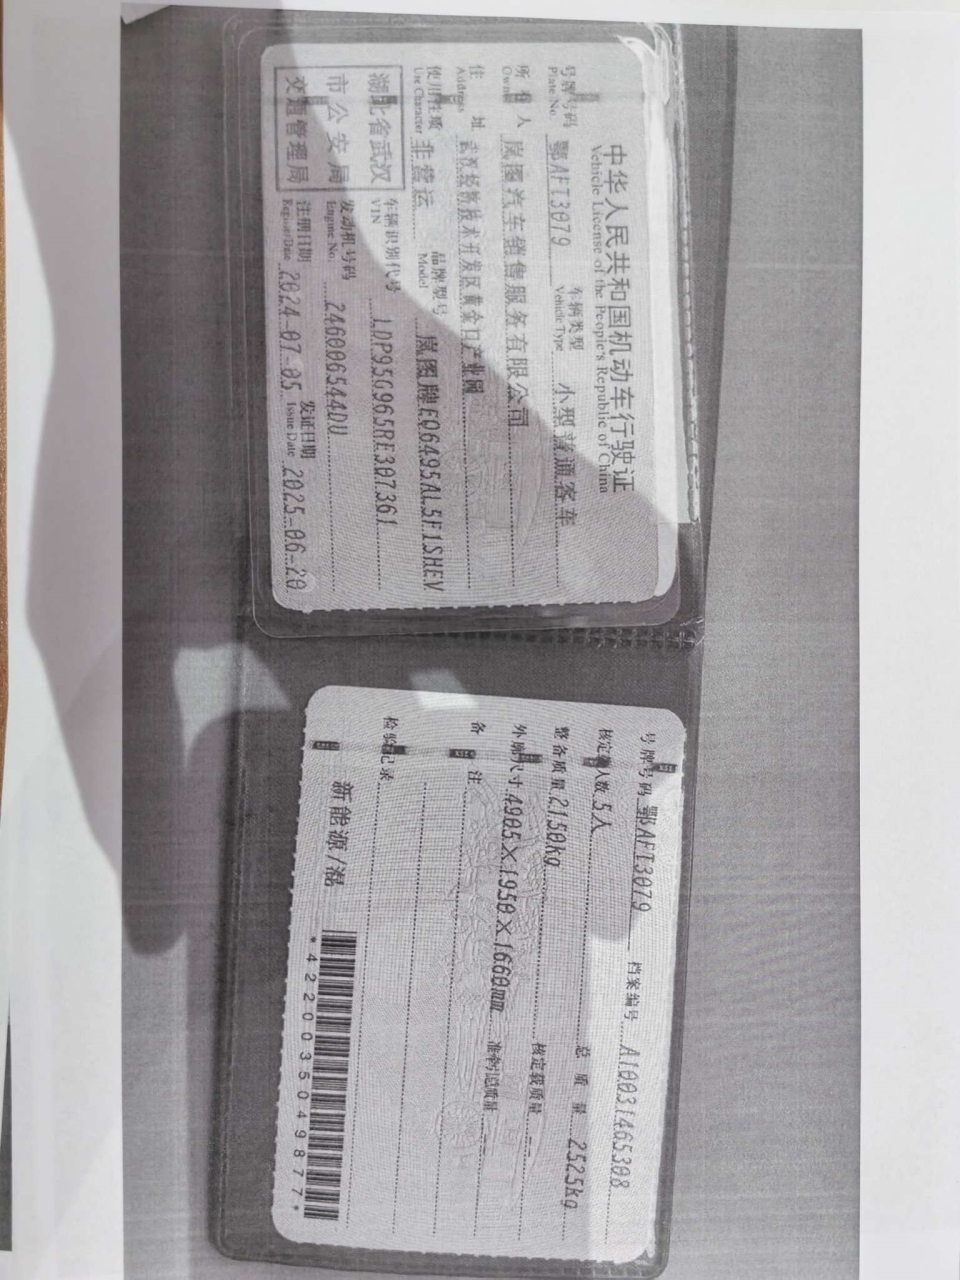 中华人民共和国机动车行驶证
Vehicle License of the People's Republic of China
号牌号码 鄂AFT3079 车辆类型 小型普通客车
Plate No. Vehicle Type
所有人 岚图汽车销售服务有限公司
Owner
住址 武汉经济技术开发区黄金口产业园
Address
使用性质 非营运 品牌型号 岚图牌EQ6495AL5F1SHEV
Use Character Model
湖北省武汉
市公安局
交通管理局
车辆识别代号 LDP95G965RE307361
VIN
发动机号码 246006544DU
Engine No.
注册日期 2024-07-05 发证日期 2025-06-20
Register Date Issue Date
号牌号码 鄂AFT3079 档案编号 A10031465308
核定载人数 5人 总质量 2525kg
整备质量 2150kg 核定载质量 --
外廓尺寸 4905×1950×1660mm 准牵引总质量 --
备注
检验记录
新能源/混
*4220035049877*